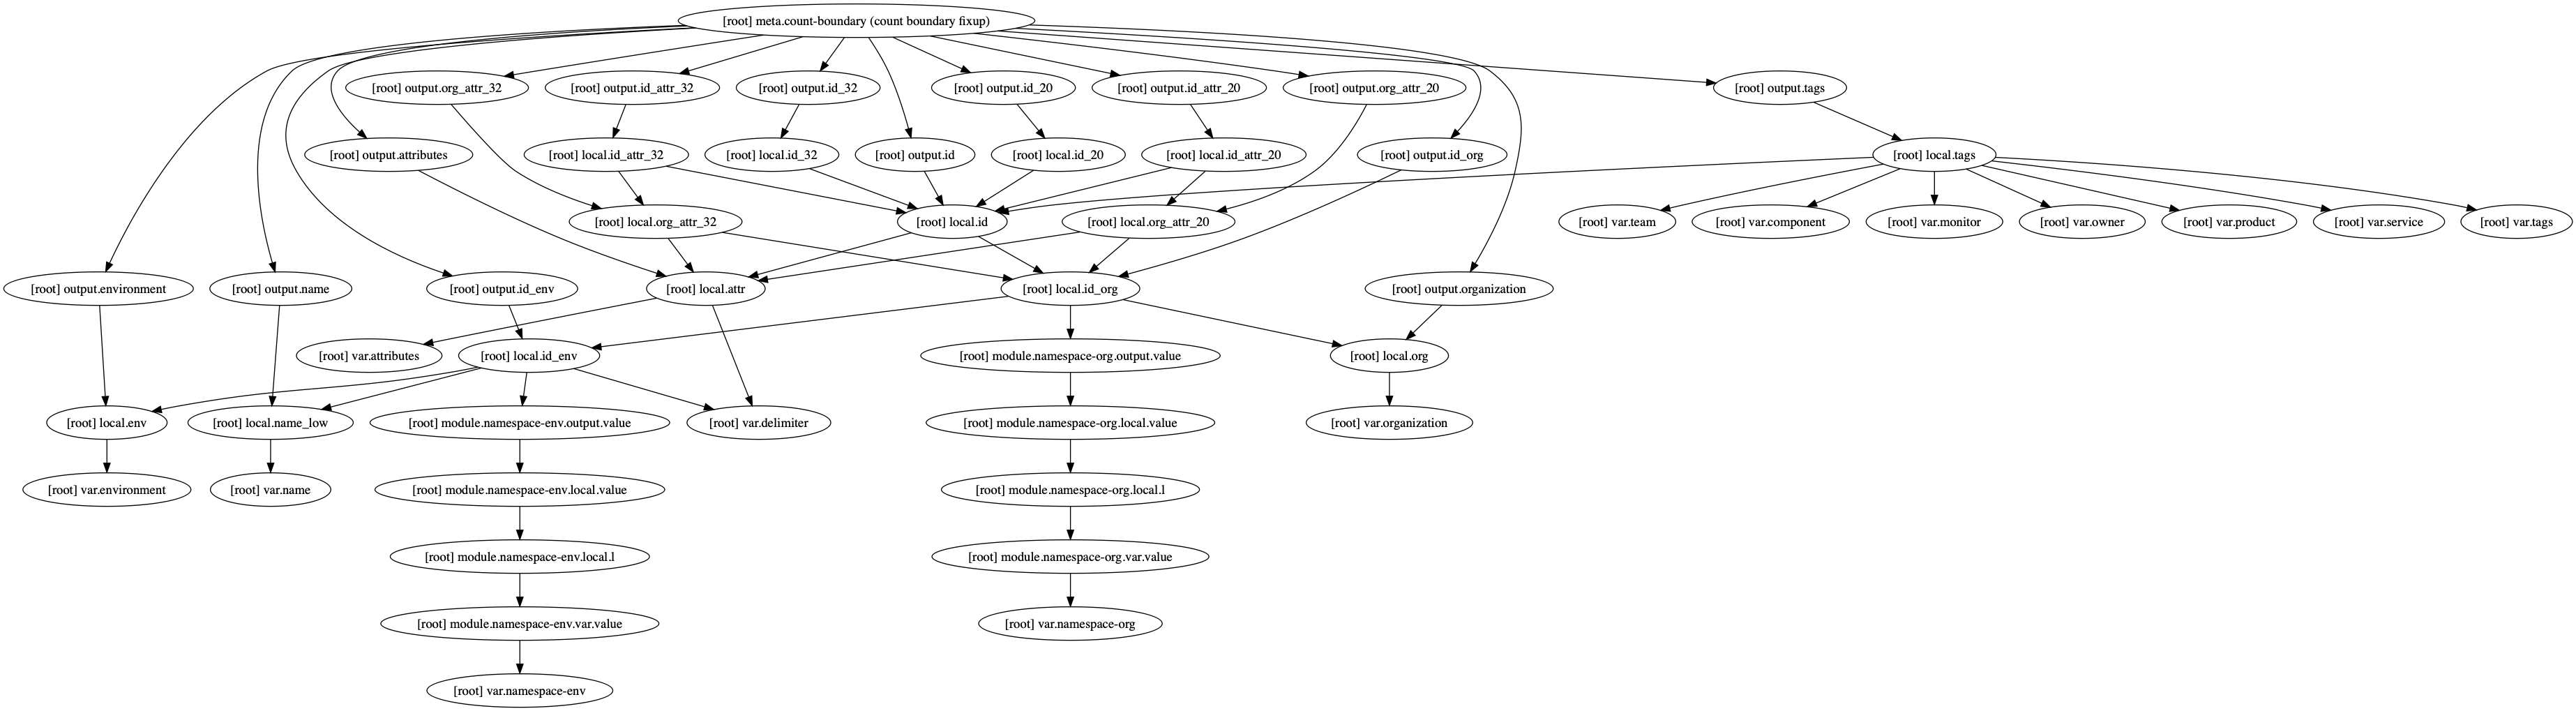 [root] meta.count-boundary (count boundary fixup)
[root] output.org_attr_32
[root] output.id_attr_32
[root] output.id_32
[root] output.id_20
[root] output.id_attr_20
[root] output.org_attr_20
[root] output.tags
[root] output.attributes
[root] local.id_attr_32
[root] local.id_32
[root] output.id
[root] local.id_20
[root] local.id_attr_20
[root] output.id_org
[root] local.tags
[root] local.org_attr_32
[root] local.id
[root] local.org_attr_20
[root] var.team
[root] var.component
[root] var.monitor
[root] var.owner
[root] var.product
[root] var.service
[root] var.tags
[root] output.environment
[root] output.name
[root] output.id_env
[root] local.attr
[root] local.id_org
[root] output.organization
[root] var.attributes
[root] local.id_env
[root] module.namespace-org.output.value
[root] local.org
[root] local.env
[root] local.name_low
[root] module.namespace-env.output.value
[root] var.delimiter
[root] module.namespace-org.local.value
[root] var.organization
[root] var.environment
[root] var.name
[root] module.namespace-env.local.value
[root] module.namespace-org.local.l
[root] module.namespace-env.local.l
[root] module.namespace-org.var.value
[root] module.namespace-env.var.value
[root] var.namespace-org
[root] var.namespace-env